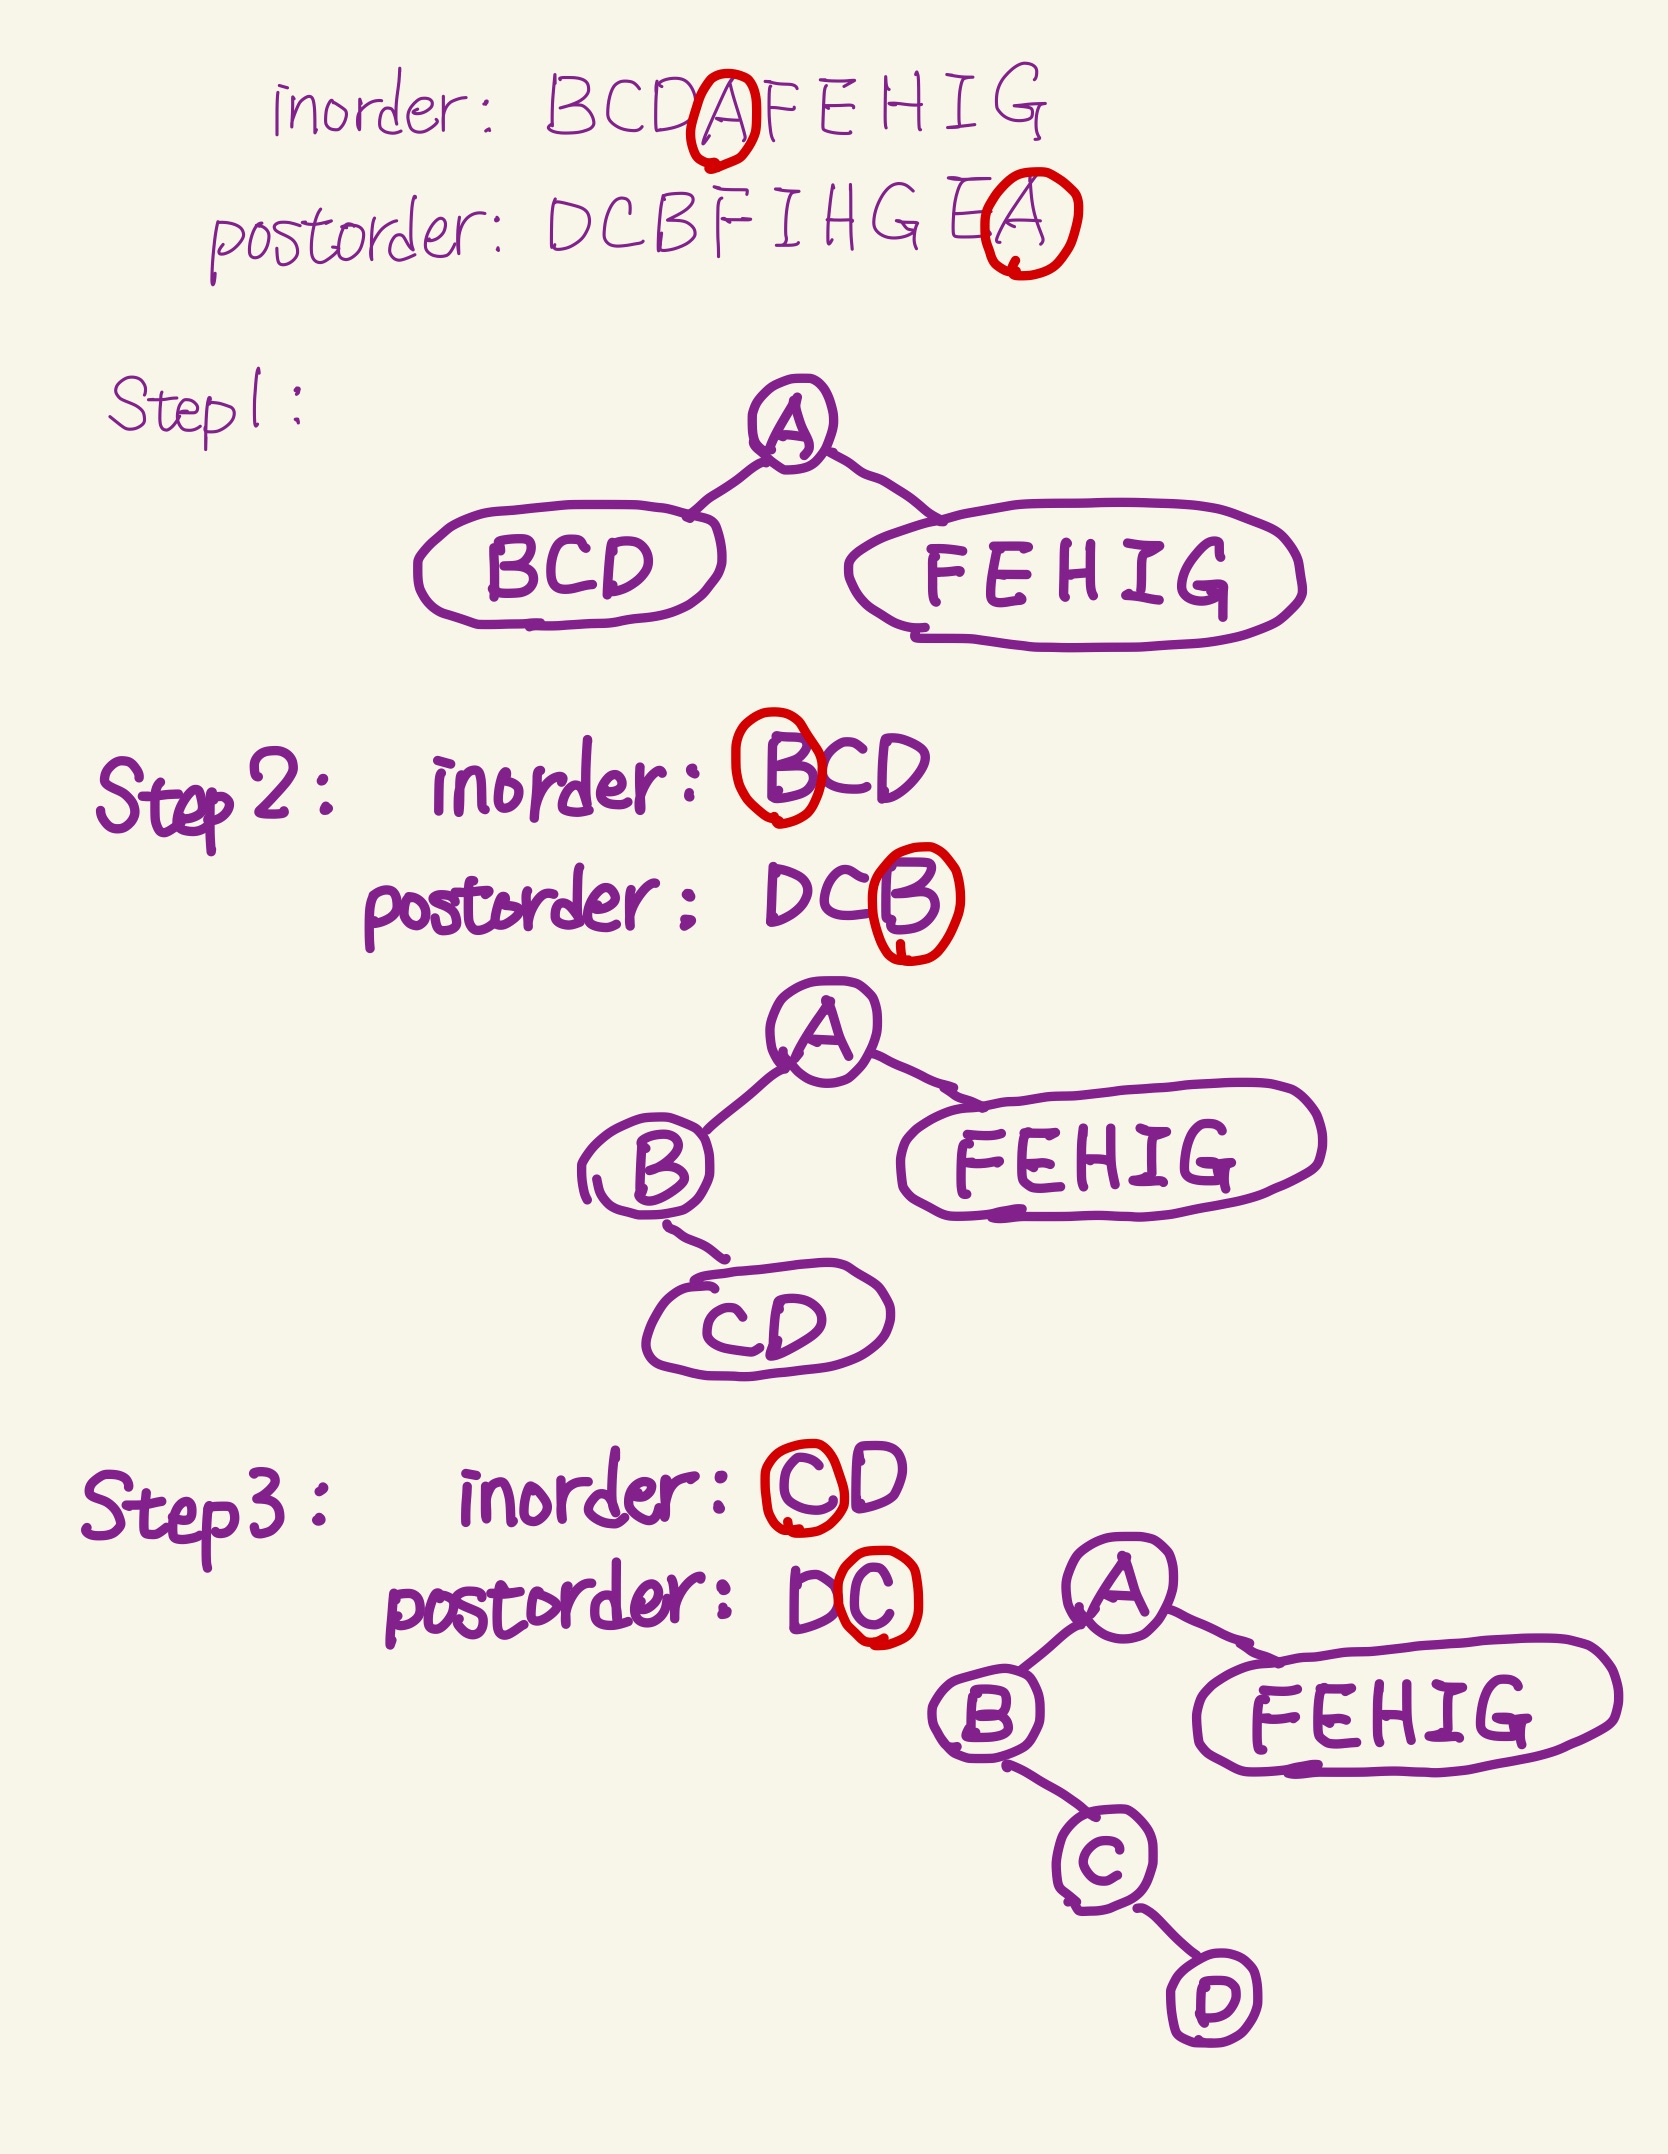 inorder: BCDAFEHIG
postorder: DCBFIHGEA
Step1:
A
BCD FEHIG
Step2: inorder: BCD
postorder: DCB
A
B FEHIG
CD
Step3: inorder: CD
postorder: DC
A
B FEHIG
C
D